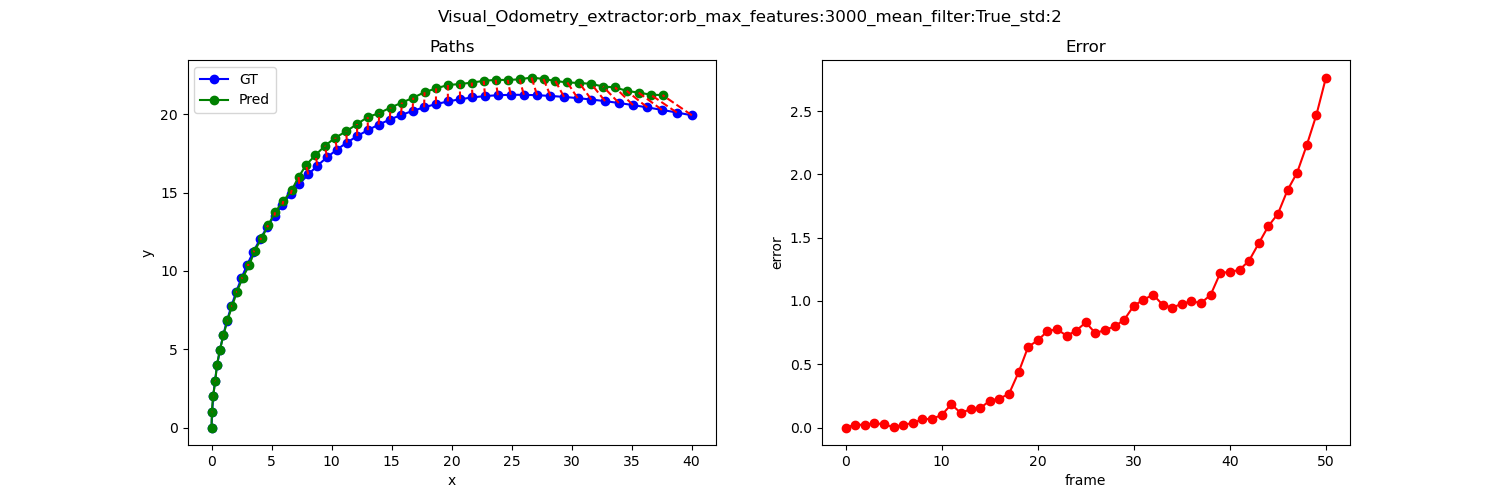 Visual_Odometry_extractor:orb_max_features:3000_mean_filter:True_std:2
Paths
GT
Pred
20
15
10
5
0
y
0 5 10 15 20 25 30 35 40
x
Error
2.5
2.0
1.5
1.0
0.5
0.0
error
0 10 20 30 40 50
frame